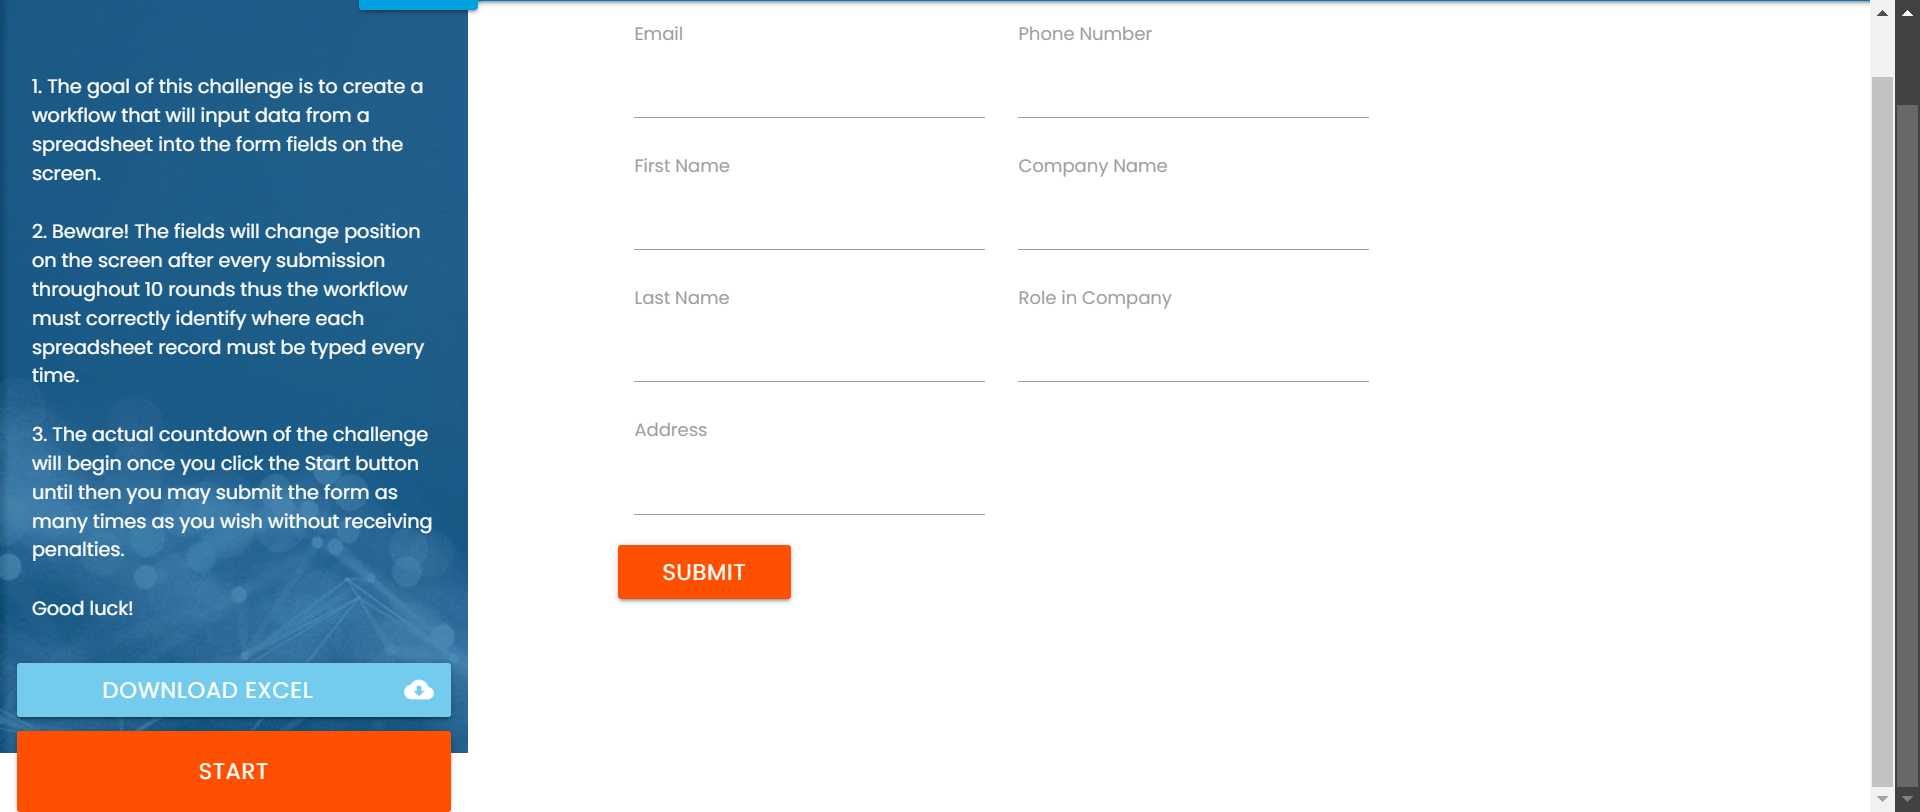 1. The goal of this challenge is to create a
workflow that will input data from a
spreadsheet into the form fields on the
screen.
2. Beware! The fields will change position
on the screen after every submission
throughout 10 rounds thus the workflow
must correctly identify where each
spreadsheet record must be typed every
time.
3. The actual countdown of the challenge
will begin once you click the Start button
until then you may submit the form as
many times as you wish without receiving
penalties.
Good luck!
DOWNLOAD EXCEL
START
Email
Phone Number
First Name
Company Name
Last Name
Role in Company
Address
SUBMIT